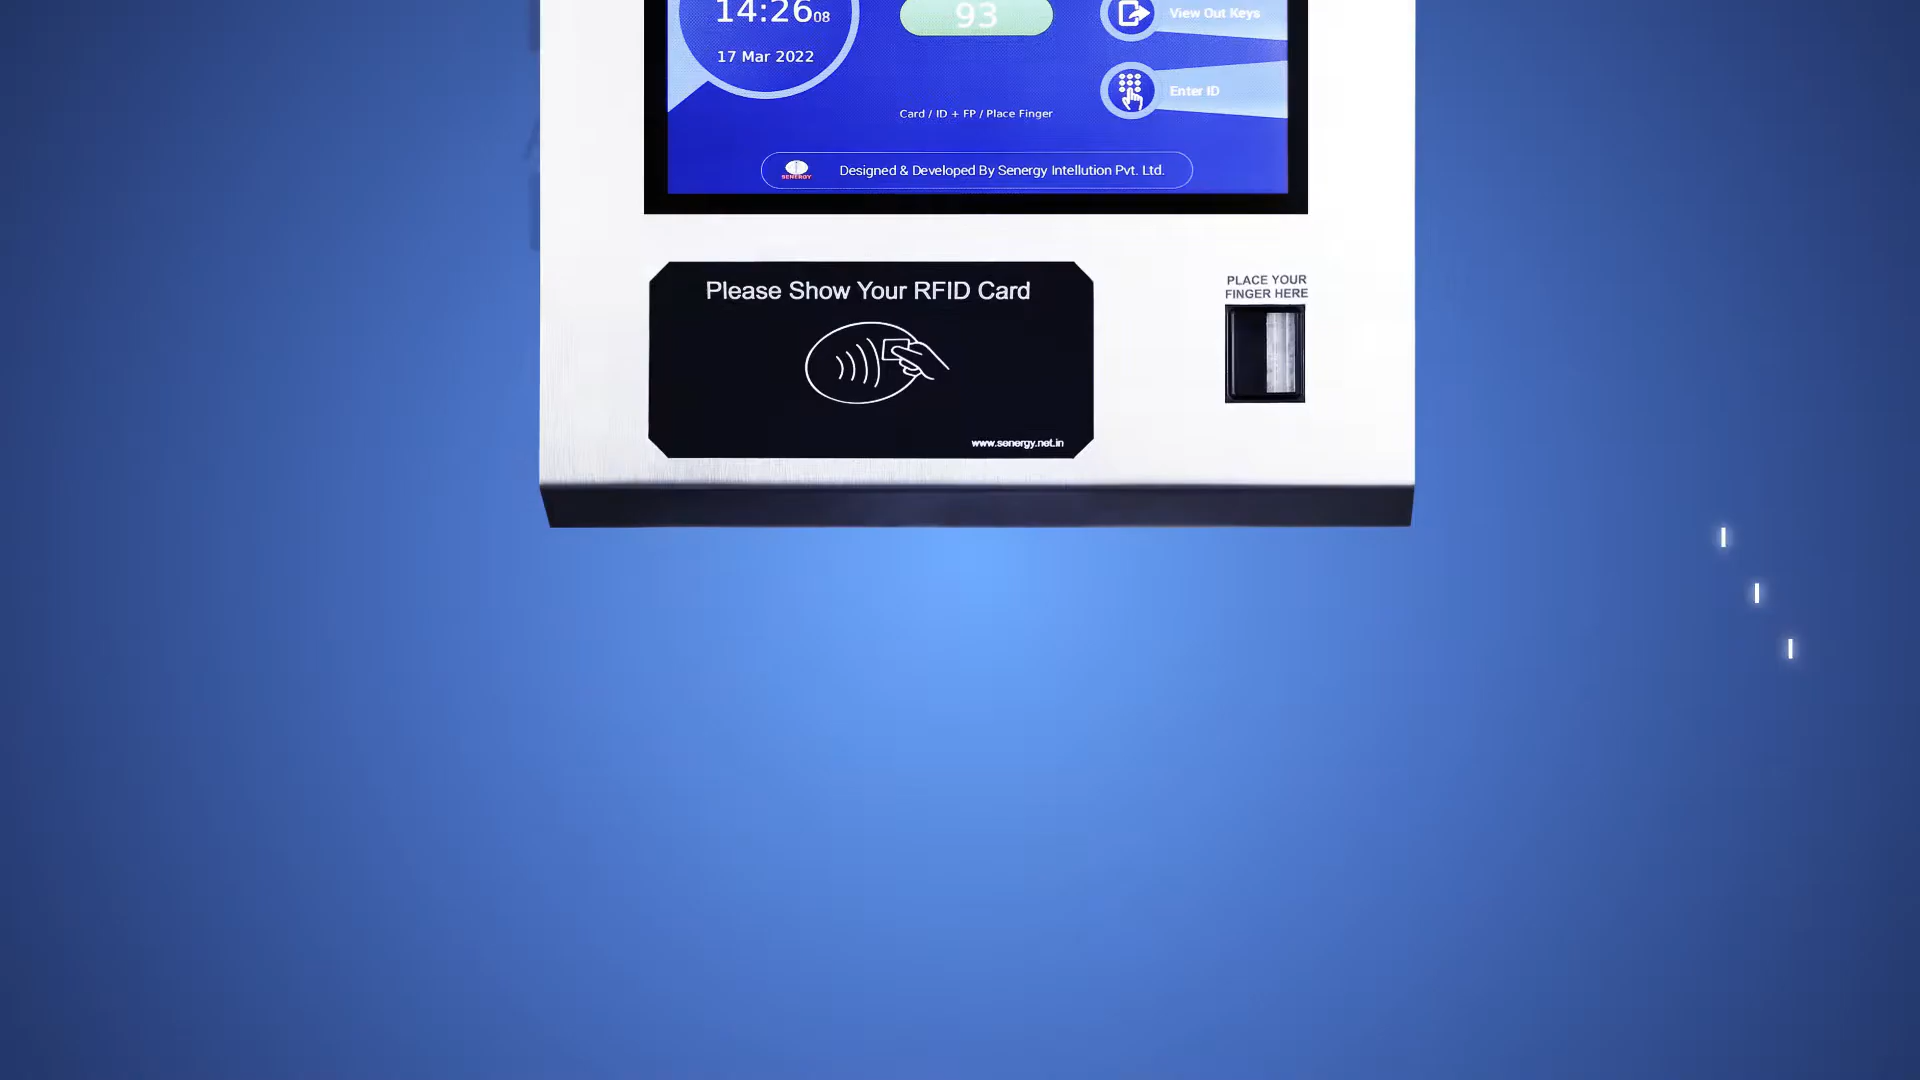 14:26 08
17 Mar 2022
93
View Out Keys
Enter ID
Card / ID + FP / Place Finger
SENERGY
Designed & Developed By Senergy Intellution Pvt. Ltd.
Please Show Your RFID Card
www.senergy.net.in
PLACE YOUR
FINGER HERE